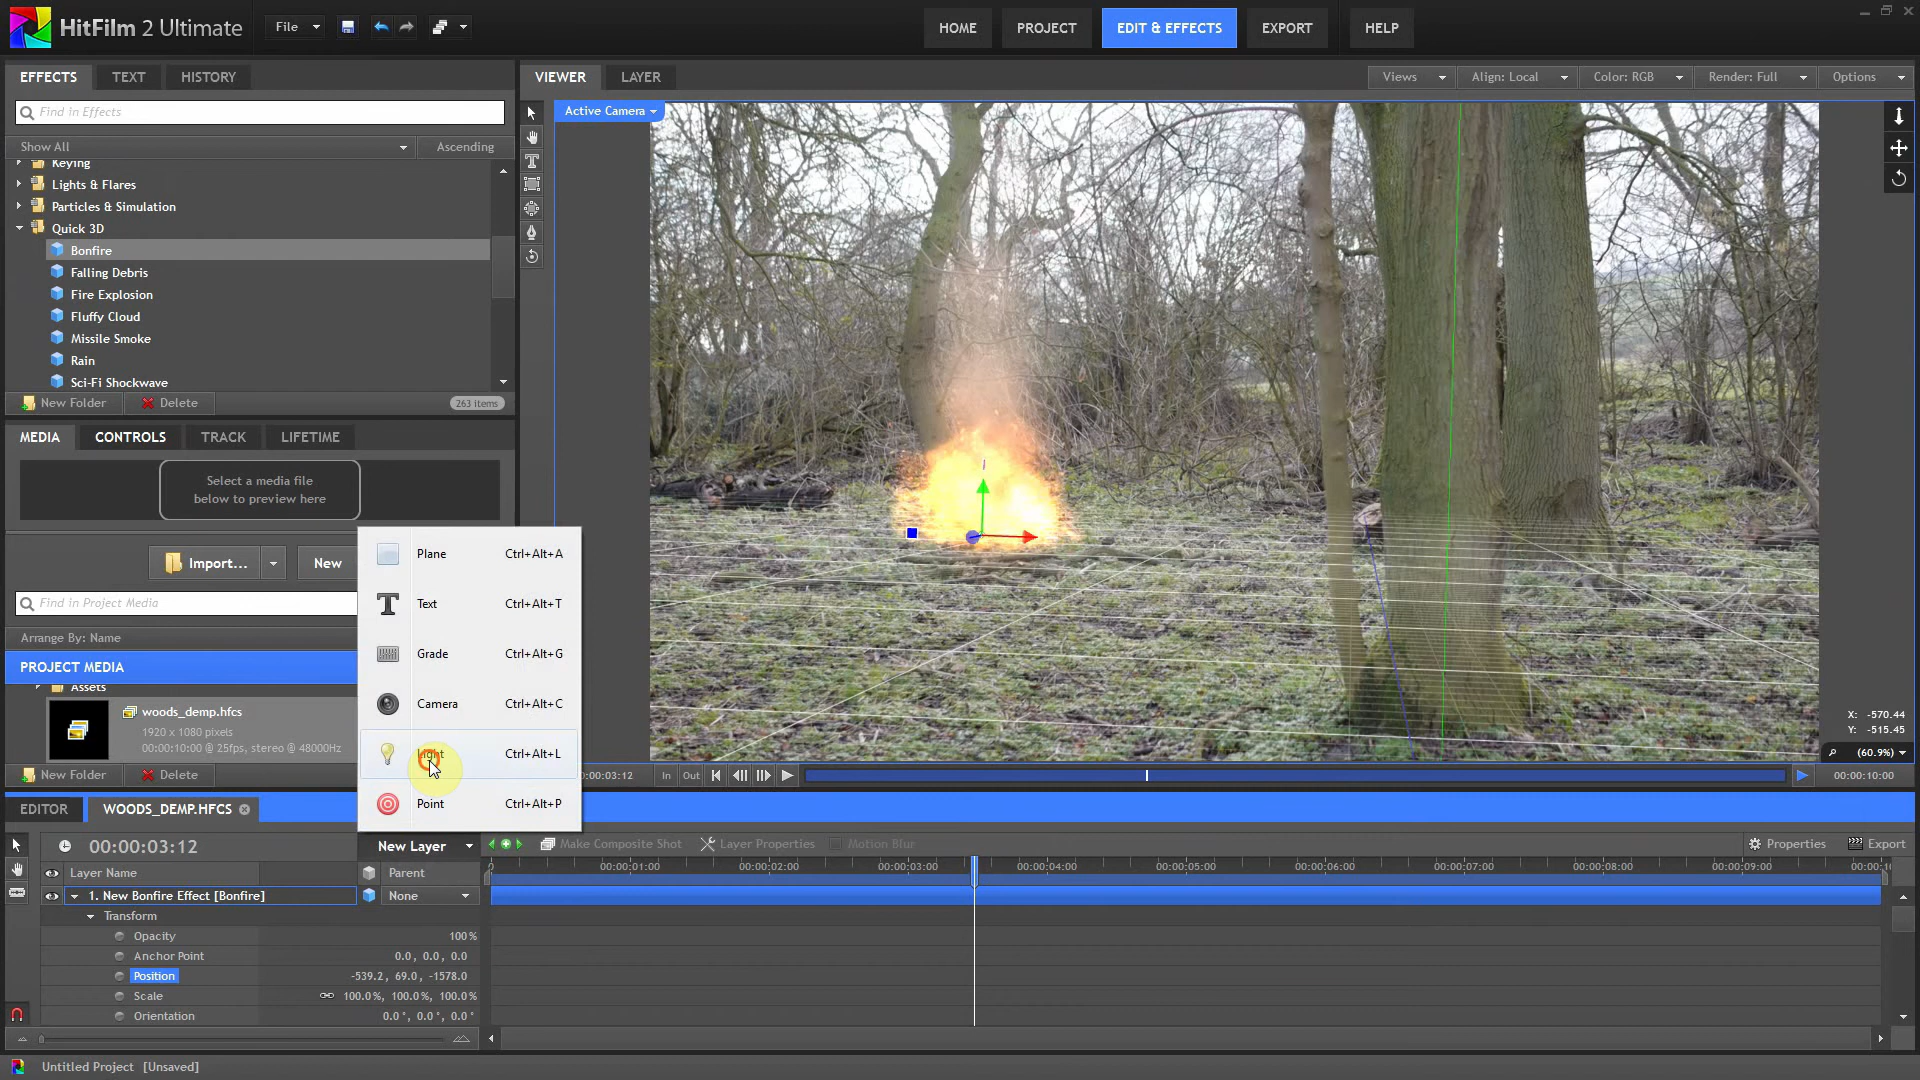 HitFilm 2 Ultimate
File
HOME
PROJECT
EDIT & EFFECTS
EXPORT
HELP
EFFECTS
TEXT
HISTORY
VIEWER
LAYER
Views
Align: Local
Color: RGB
Render: Full
Options
Find in Effects
Active Camera
Show All
Ascending
Keying
Lights & Flares
Particles & Simulation
Quick 3D
Bonfire
Falling Debris
Fire Explosion
Fluffy Cloud
Missile Smoke
Rain
Sci-Fi Shockwave
New Folder
Delete
263 items
MEDIA
CONTROLS
TRACK
LIFETIME
Select a media file
below to preview here
Import...
New
Find in Project Media
Arrange By: Name
PROJECT MEDIA
Assets
woods_demp.hfcs
1920 x 1080 pixels
00:00:10:00 @ 25fps, stereo @ 48000Hz
New Folder
Delete
Plane Ctrl+Alt+A
Text Ctrl+Alt+T
Grade Ctrl+Alt+G
Camera Ctrl+Alt+C
Light Ctrl+Alt+L
Point Ctrl+Alt+P
X: -570.44
Y: -515.45
(60.9%)
:00:03:12
In
Out
00:00:10:00
EDITOR
WOODS_DEMP.HFCS
00:00:03:12
New Layer
Make Composite Shot
Layer Properties
Motion Blur
Properties
Export
Layer Name
Parent
00:00:01:00
00:00:02:00
00:00:03:00
00:00:04:00
00:00:05:00
00:00:06:00
00:00:07:00
00:00:08:00
00:00:09:00
00:00:1
1. New Bonfire Effect [Bonfire]
None
Transform
Opacity 100%
Anchor Point 0.0, 0.0, 0.0
Position -539.2, 69.0, -1578.0
Scale 100.0%, 100.0%, 100.0%
Orientation 0.0°, 0.0°, 0.0°
Untitled Project [Unsaved]